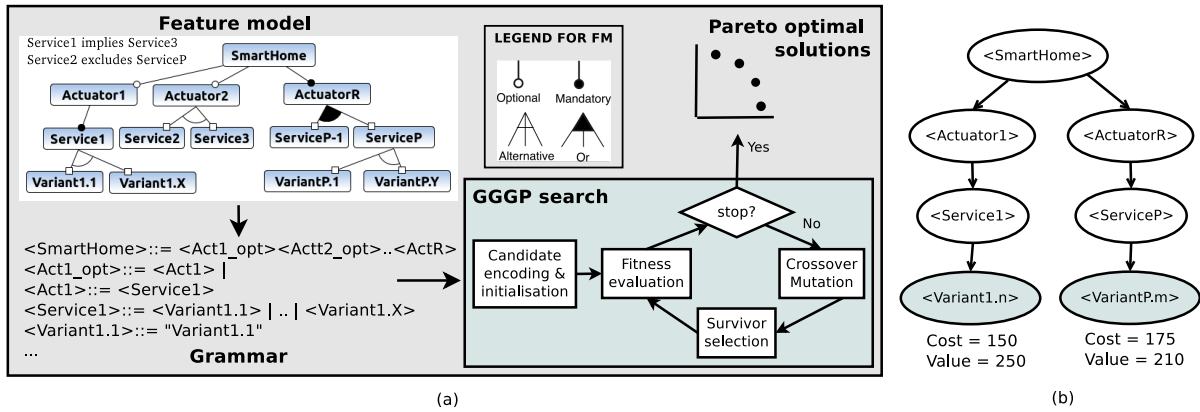 Feature model
Service1 implies Service3
Service2 excludes ServiceP
SmartHome
Actuator1
Actuator2
ActuatorR
Service1
Service2
Service3
ServiceP-1
ServiceP
Variant1.1
Variant1.X
VariantP.1
VariantP.Y
LEGEND FOR FM
Optional
Mandatory
Alternative
Or
Pareto optimal
solutions
Yes
<SmartHome>::= <Act1_opt><Actt2_opt>..<ActR>
<Act1_opt>::= <Act1> |
<Act1>::= <Service1>
<Service1>::= <Variant1.1> | .. | <Variant1.X>
<Variant1.1>::= "Variant1.1"
...
Grammar
GGGP search
stop?
No
Candidate
encoding &
initialisation
Fitness
evaluation
Crossover
Mutation
Survivor
selection
(a)
<SmartHome>
<Actuator1>
<ActuatorR>
<Service1>
<ServiceP>
<Variant1.n>
<VariantP.m>
Cost = 150
Value = 250
Cost = 175
Value = 210
(b)